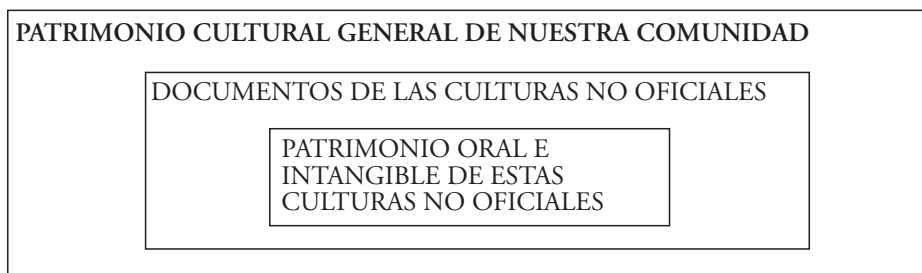 PATRIMONIO CULTURAL GENERAL DE NUESTRA COMUNIDAD
DOCUMENTOS DE LAS CULTURAS NO OFICIALES
PATRIMONIO ORAL E
INTANGIBLE DE ESTAS
CULTURAS NO OFICIALES